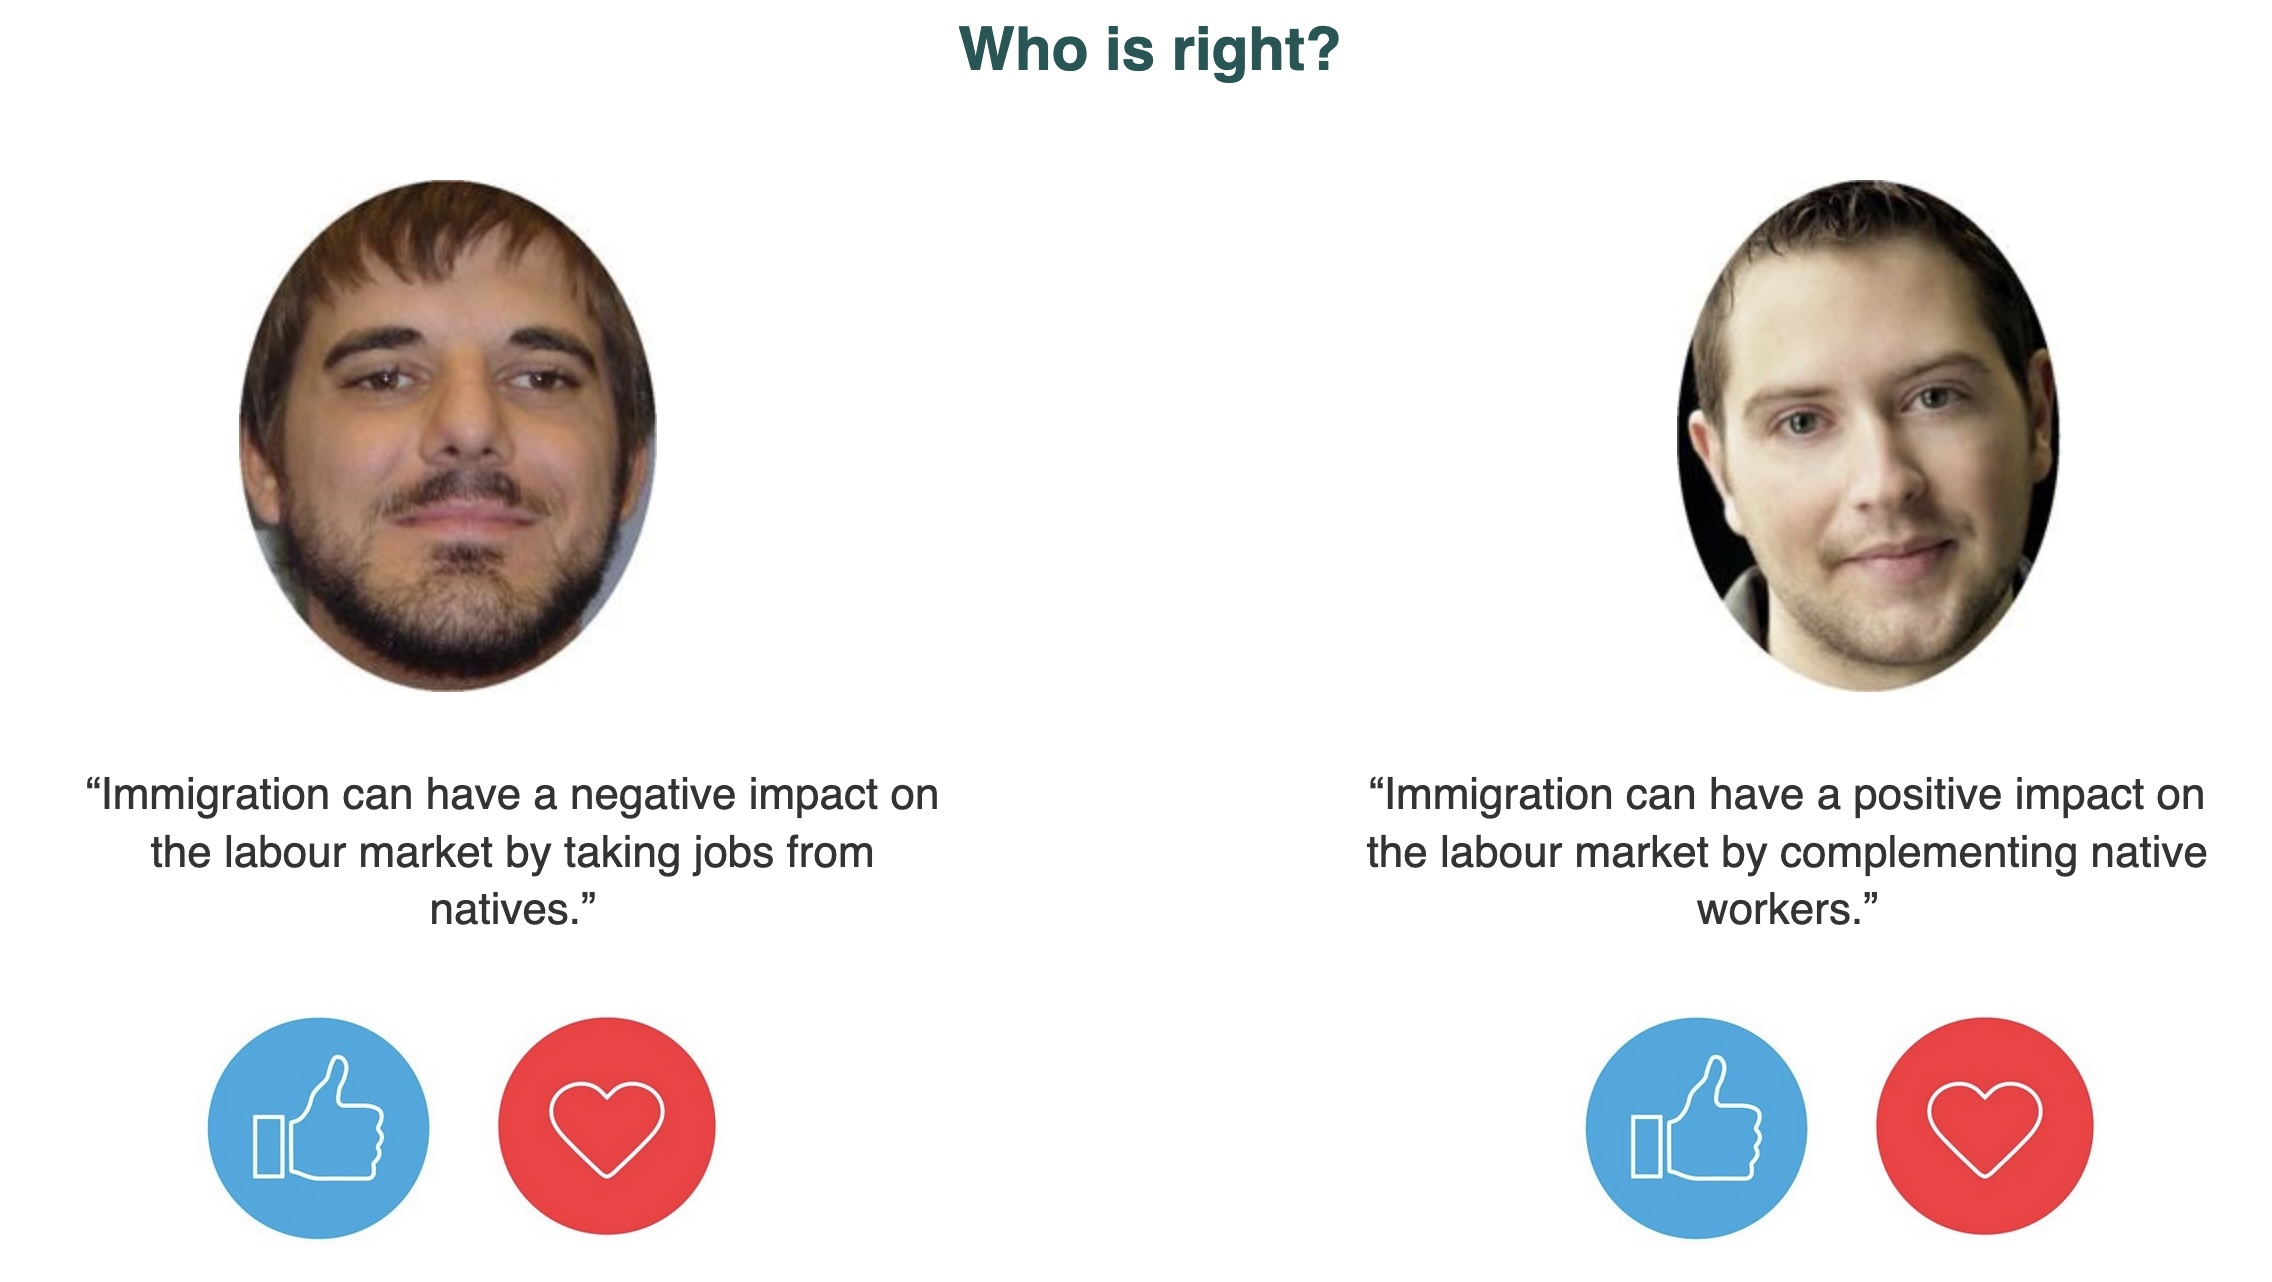 Who is right?
“Immigration can have a negative impact on
the labour market by taking jobs from
natives.”
“Immigration can have a positive impact on
the labour market by complementing native
workers.”